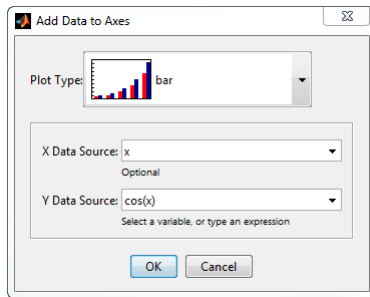 Add Data to Axes
Plot Type: bar
X Data Source: x
Optional
Y Data Source: cos(x)
Select a variable, or type an expression
OK Cancel